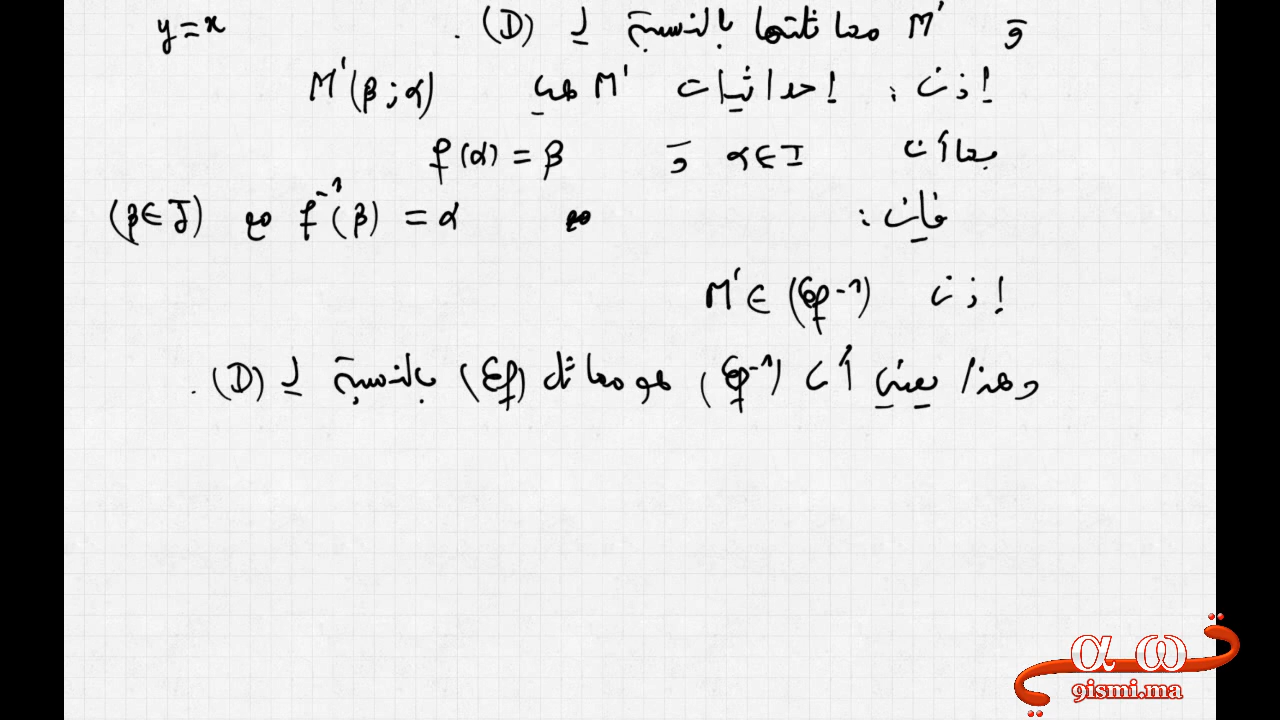 و M' مماثلتها بالنسبة لـ (D). y=x
إذن : إحداثيات M' هي M'(β;α)
بما أن α∈I و f(α)=β
فإن : f⁻¹(β)=α مع (β∈J)
إذن M'∈(𝒞f⁻¹)
وهذا يعني أن (𝒞f⁻¹) هو مماثل (𝒞f) بالنسبة لـ (D).
9ismi.ma